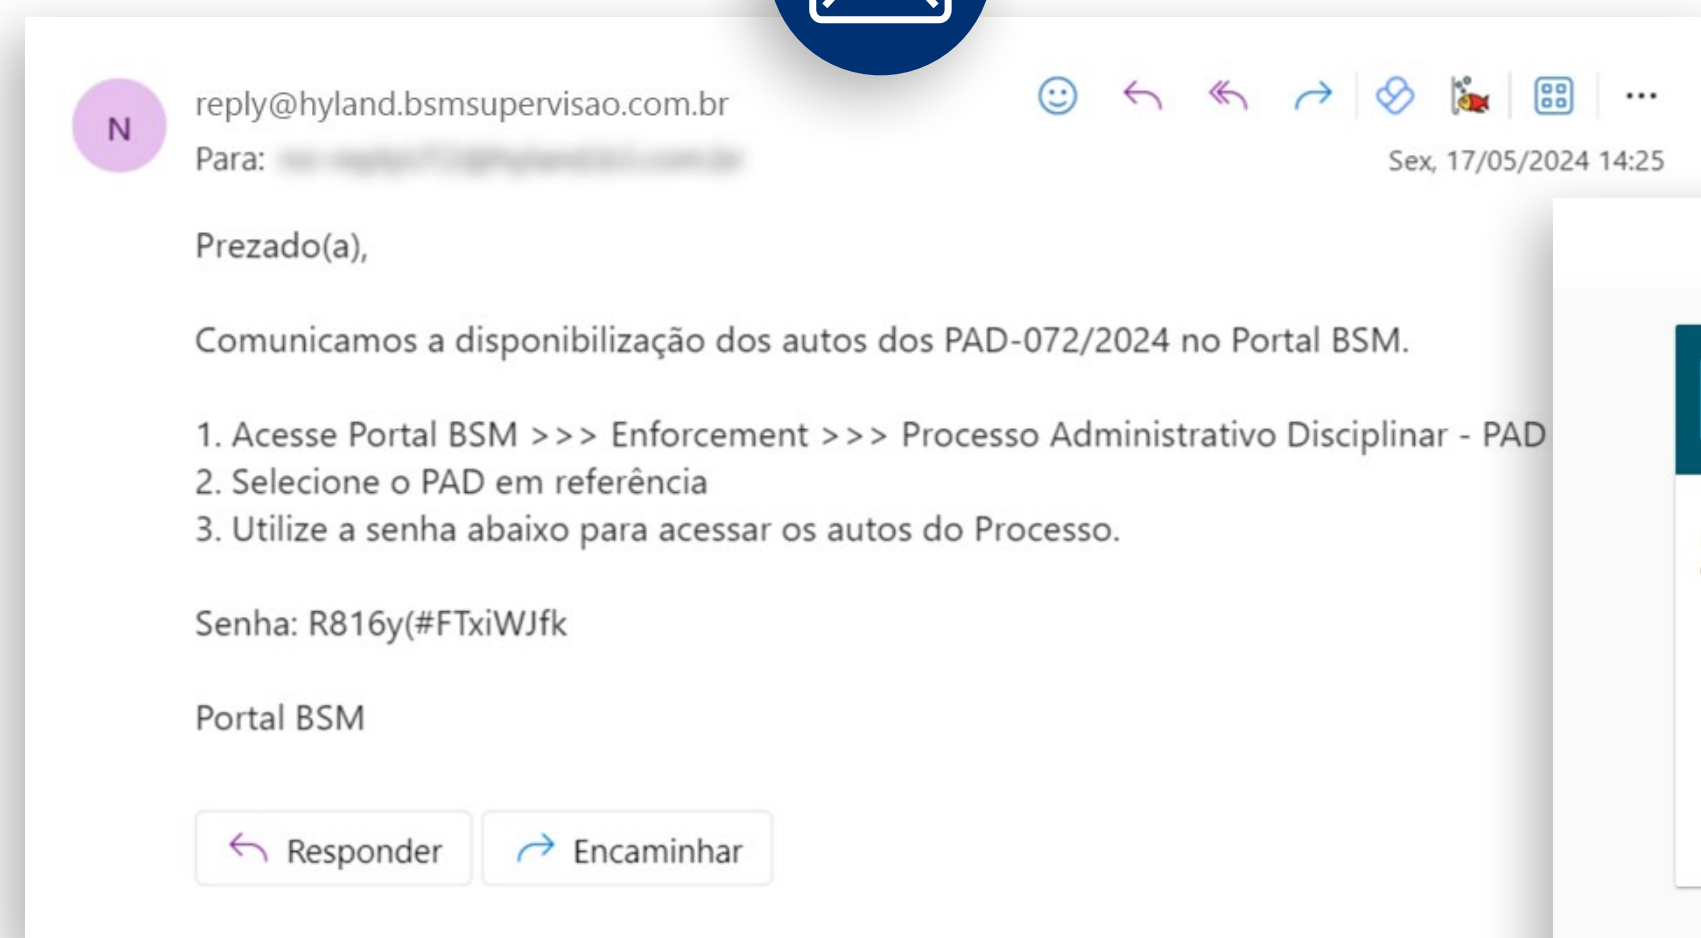 N
reply@hyland.bsmsupervisao.com.br
Para:
Sex, 17/05/2024 14:25
Prezado(a),
Comunicamos a disponibilização dos autos dos PAD-072/2024 no Portal BSM.
1. Acesse Portal BSM >>> Enforcement >>> Processo Administrativo Disciplinar - PAD
2. Selecione o PAD em referência
3. Utilize a senha abaixo para acessar os autos do Processo.
Senha: R816y(#FTxiWJfk
Portal BSM
Responder
Encaminhar